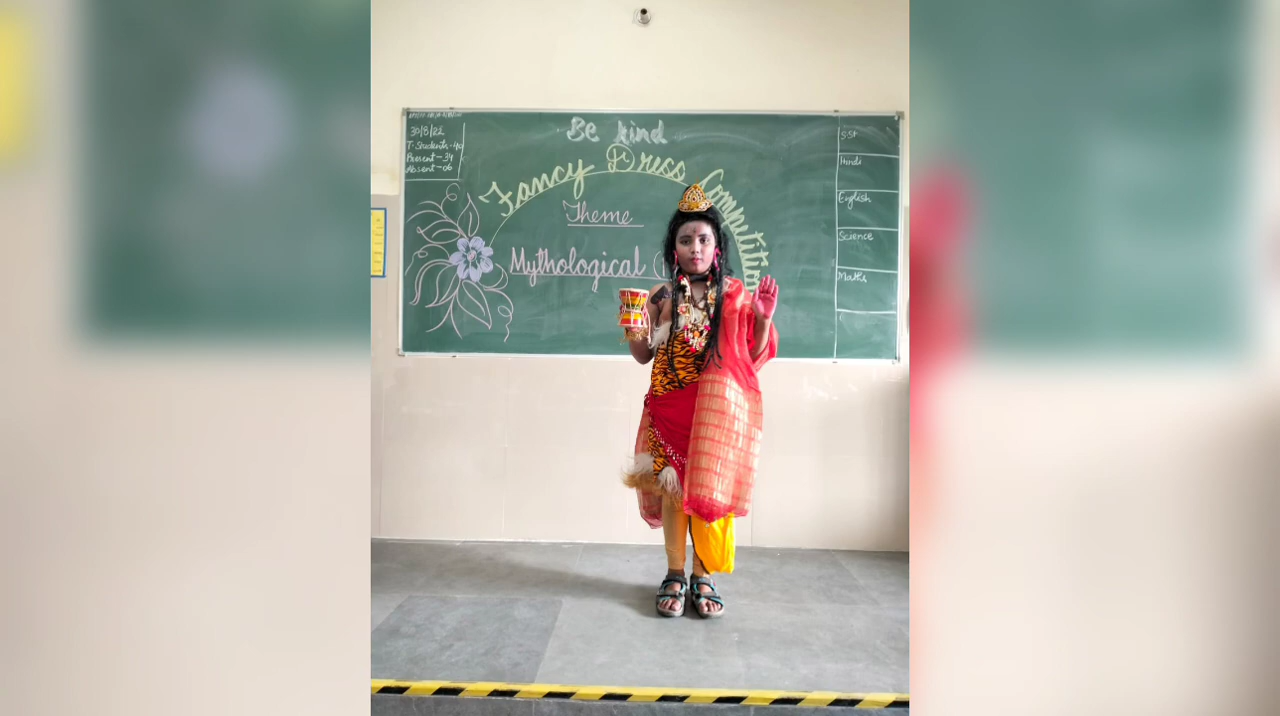 30/8/22
T. Students-40
Present-34
Absent-06
Be kind
Fancy Dress Competition
Theme
Mythological
S.St
Hindi
English
Science
Maths